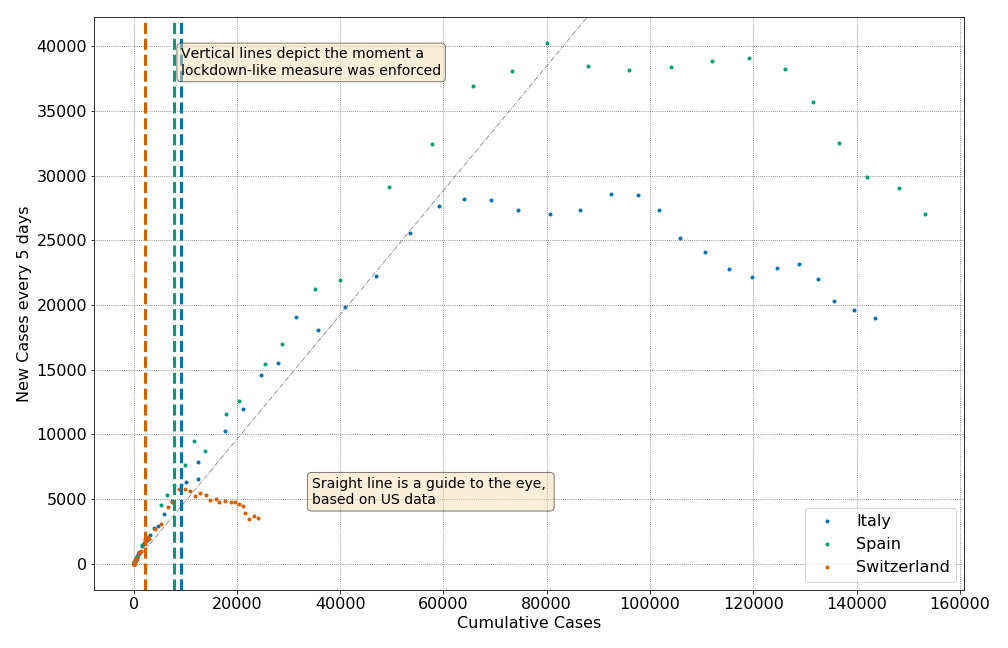 40000
35000
30000
25000
20000
15000
10000
5000
0
New Cases every 5 days
Vertical lines depict the moment a
lockdown-like measure was enforced
Sraight line is a guide to the eye,
based on US data
Italy
Spain
Switzerland
0 20000 40000 60000 80000 100000 120000 140000 160000
Cumulative Cases